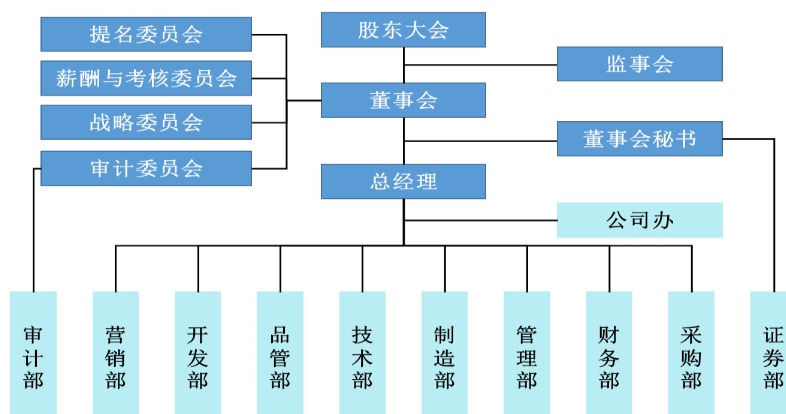 股东大会
提名委员会
监事会
薪酬与考核委员会
董事会
战略委员会
董事会秘书
审计委员会
总经理
公司办
审计部
营销部
开发部
品管部
技术部
制造部
管理部
财务部
采购部
证券部